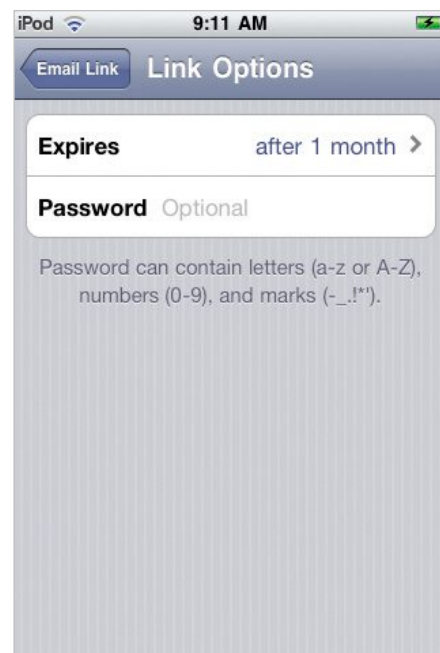 iPod 9:11 AM
Email Link Link Options
Expires after 1 month
Password Optional
Password can contain letters (a-z or A-Z),
numbers (0-9), and marks (-_.!*').